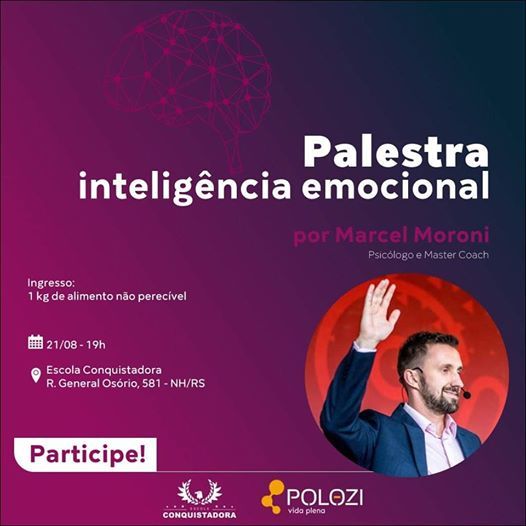 Palestra
inteligência emocional
por Marcel Moroni
Psicólogo e Master Coach
Ingresso:
1 kg de alimento não perecível
21/08 - 19h
Escola Conquistadora
R. General Osório, 581 - NH/RS
Participe!
ESCOLA
CONQUISTADORA
POLOZI
vida plena